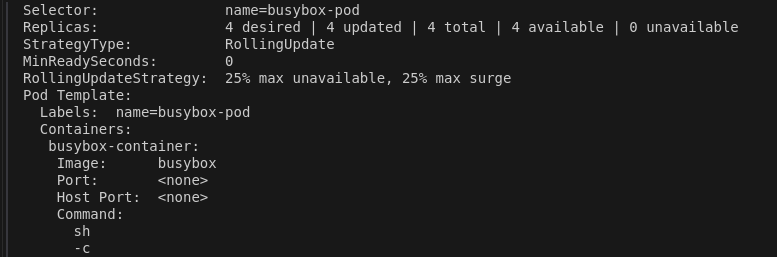 Selector:               name=busybox-pod
Replicas:               4 desired | 4 updated | 4 total | 4 available | 0 unavailable
StrategyType:           RollingUpdate
MinReadySeconds:        0
RollingUpdateStrategy:  25% max unavailable, 25% max surge
Pod Template:
  Labels:  name=busybox-pod
  Containers:
   busybox-container:
    Image:      busybox
    Port:       <none>
    Host Port:  <none>
    Command:
      sh
      -c